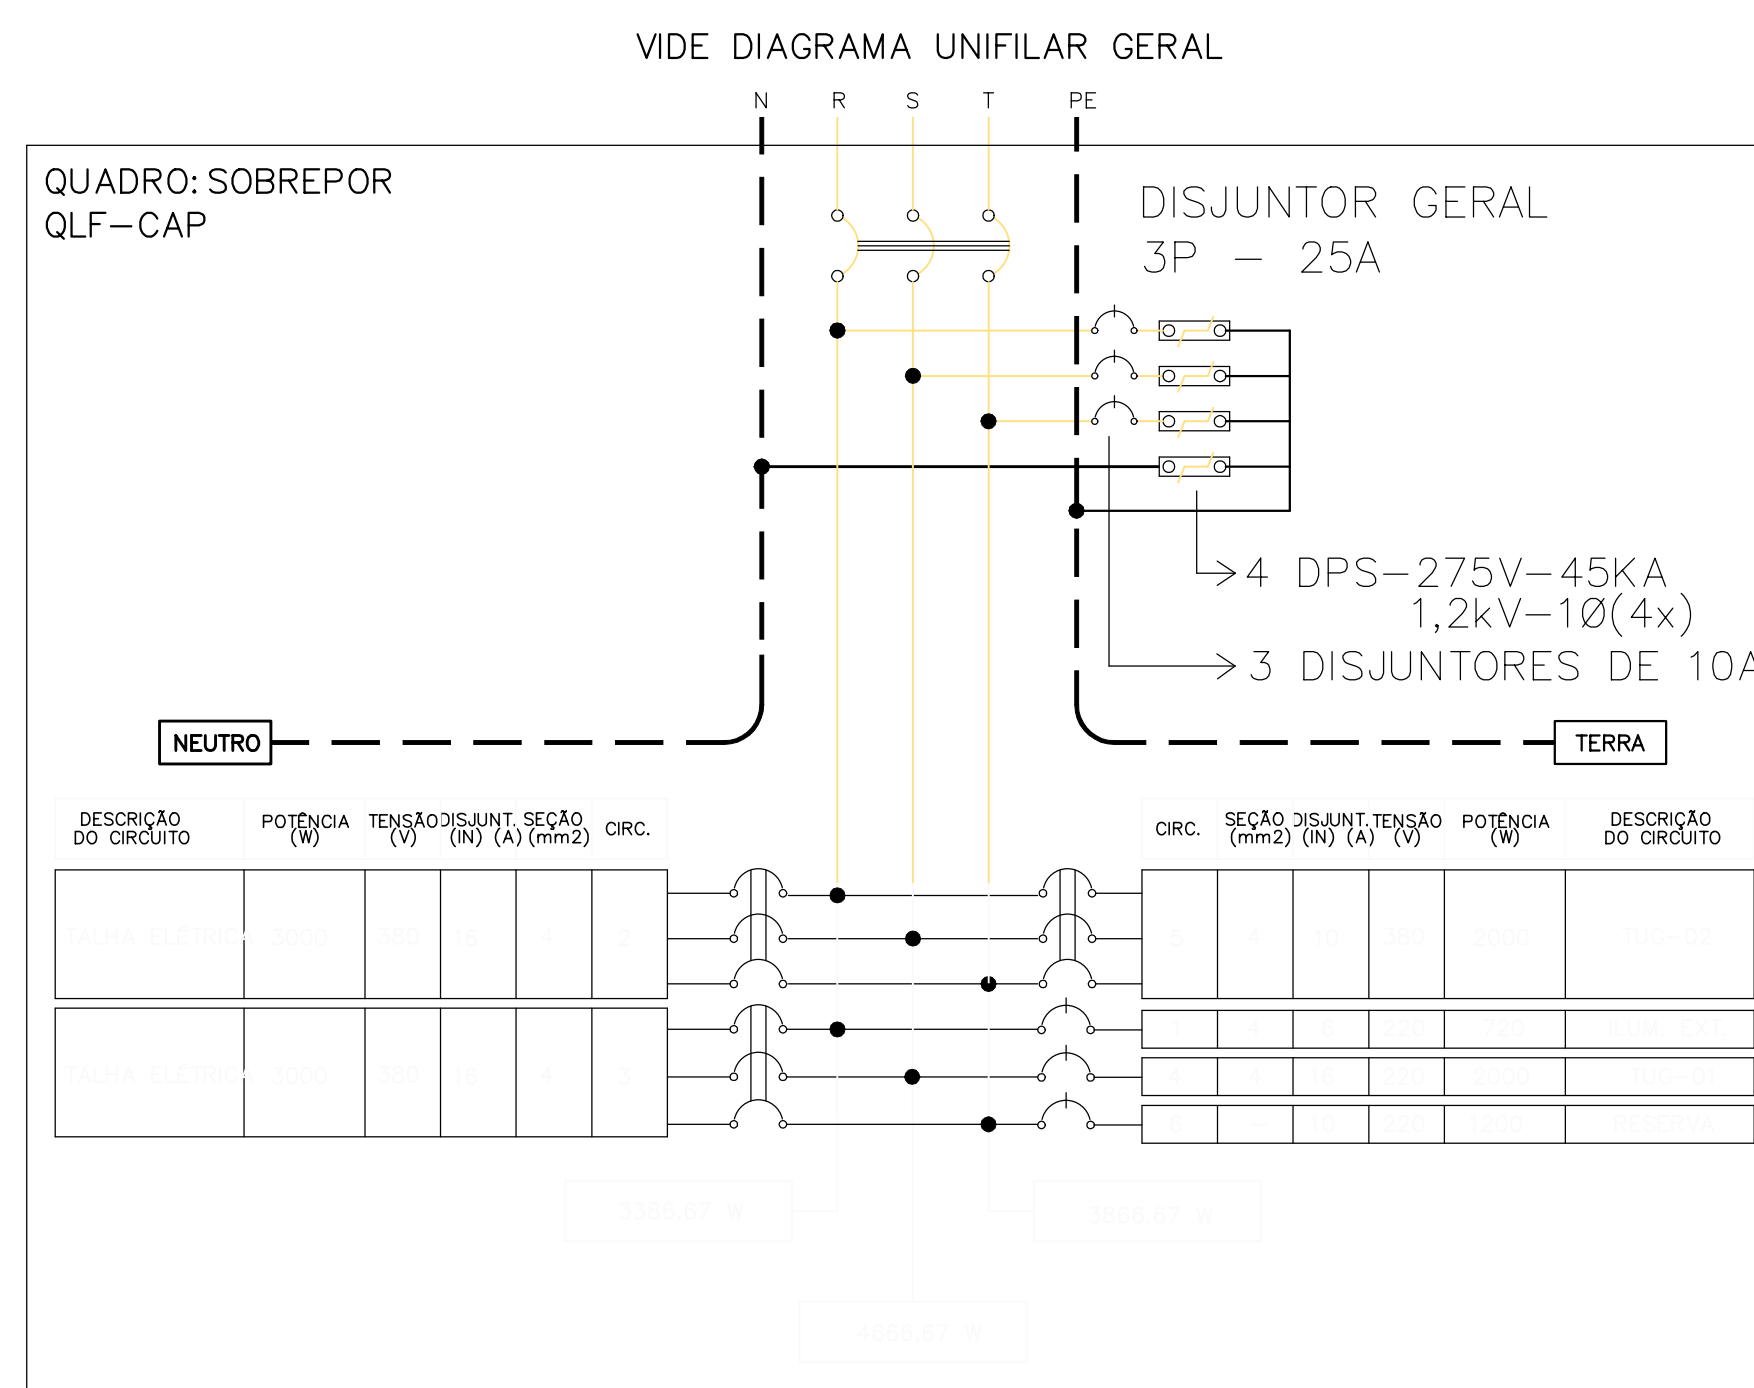 VIDE DIAGRAMA UNIFILAR GERAL
N R S T PE
QUADRO: SOBREPOR
QLF-CAP
DISJUNTOR GERAL
3P - 25A
4 DPS-275V-45KA
1,2kV-1Ø(4x)
3 DISJUNTORES DE 10A
NEUTRO
TERRA
DESCRIÇÃO DO CIRCUITO POTÊNCIA (W) TENSÃO (V) DISJUNT. (IN) (A) SEÇÃO (mm2) CIRC.
TALHA ELÉTRICA 3000 380 16 4 2
TALHA ELÉTRICA 3000 380 16 4 3
CIRC. SEÇÃO (mm2) DISJUNT. (IN) (A) TENSÃO (V) POTÊNCIA (W) DESCRIÇÃO DO CIRCUITO
5 4 10 380 2000 TUG-02
1 4 6 220 720 ILUM. EXT.
4 4 16 220 2000 TUG-01
6 - 10 220 1200 RESERVA
3386.67 W
3866.67 W
4666.67 W